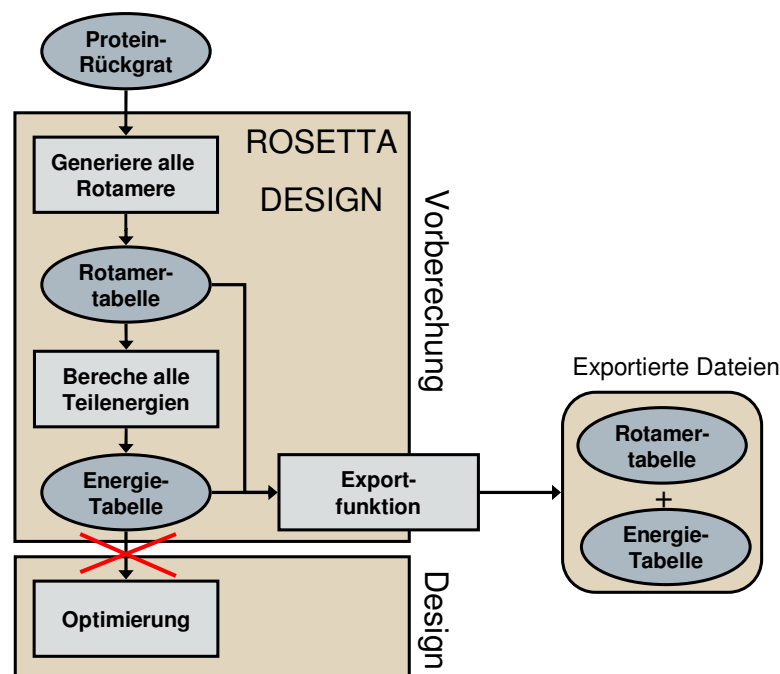 Protein-
Rückgrat
ROSETTA
DESIGN
Generiere alle
Rotamere
Vorberechung
Rotamer-
tabelle
Bereche alle
Teilenergien
Energie-
Tabelle
Export-
funktion
Exportierte Dateien
Rotamer-
tabelle
+
Energie-
Tabelle
Optimierung
Design